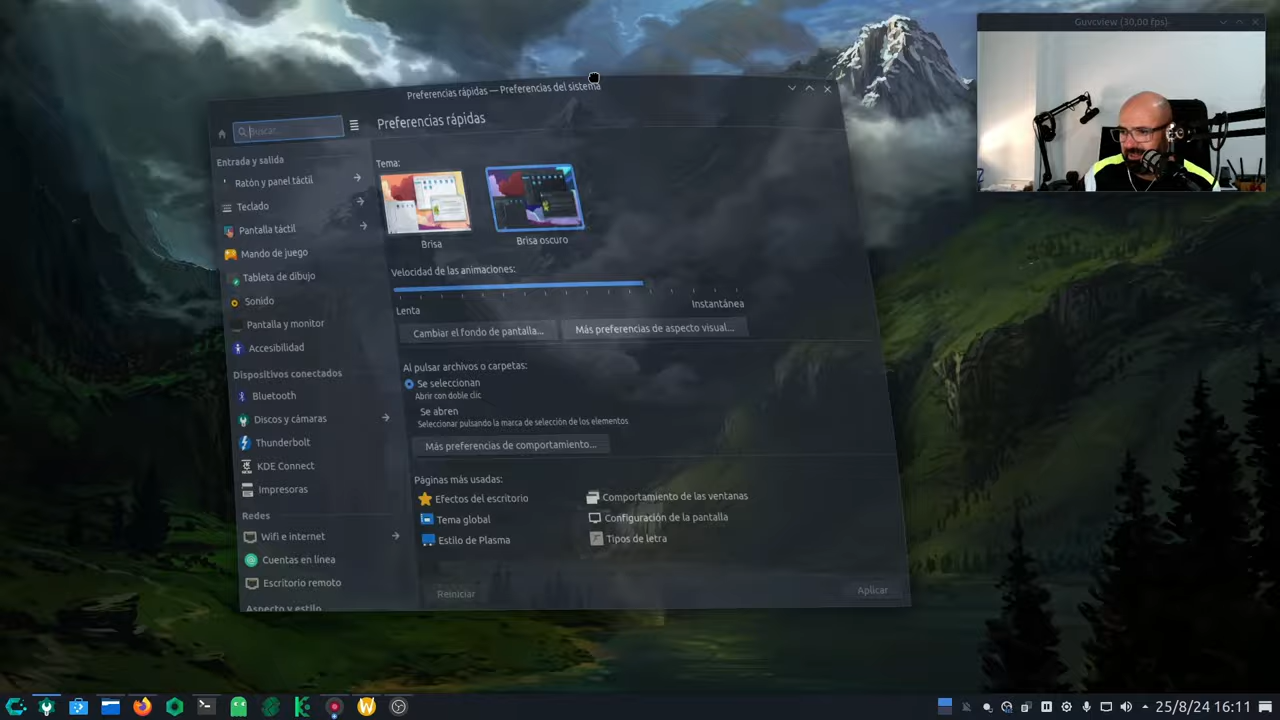 Guvcview (30,00 fps)
Preferencias rápidas — Preferencias del sistema
Buscar...
Preferencias rápidas
Entrada y salida
Ratón y panel táctil
Teclado
Pantalla táctil
Mando de juego
Tableta de dibujo
Sonido
Pantalla y monitor
Accesibilidad
Dispositivos conectados
Bluetooth
Discos y cámaras
Thunderbolt
KDE Connect
Impresoras
Redes
Wifi e internet
Cuentas en línea
Escritorio remoto
Aspecto y estilo
Tema:
Brisa
Brisa oscuro
Velocidad de las animaciones:
Lenta
Instantánea
Cambiar el fondo de pantalla...
Más preferencias de aspecto visual...
Al pulsar archivos o carpetas:
Se seleccionan
Abrir con doble clic
Se abren
Seleccionar pulsando la marca de selección de los elementos
Más preferencias de comportamiento...
Páginas más usadas:
Efectos del escritorio
Comportamiento de las ventanas
Tema global
Configuración de la pantalla
Estilo de Plasma
Tipos de letra
Reiniciar
Aplicar
25/8/24 16:11